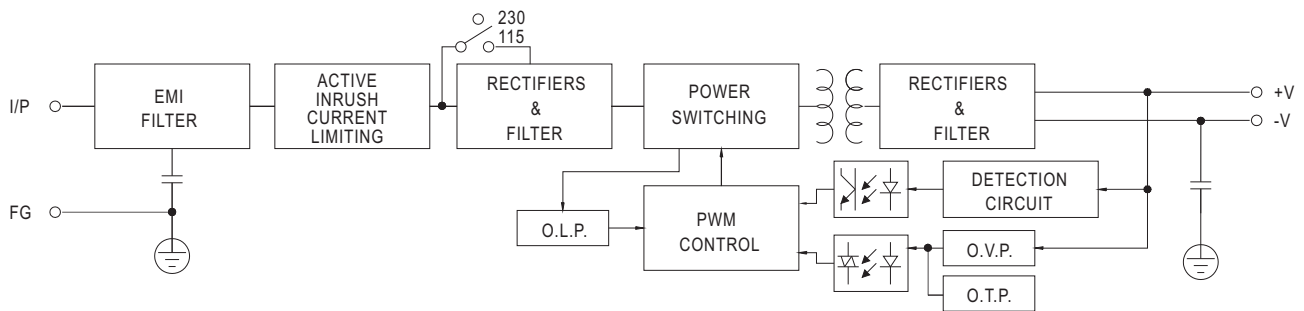 230
115
I/P
EMI
FILTER
ACTIVE
INRUSH
CURRENT
LIMITING
RECTIFIERS
&
FILTER
POWER
SWITCHING
RECTIFIERS
&
FILTER
+V
-V
FG
O.L.P.
PWM
CONTROL
DETECTION
CIRCUIT
O.V.P.
O.T.P.